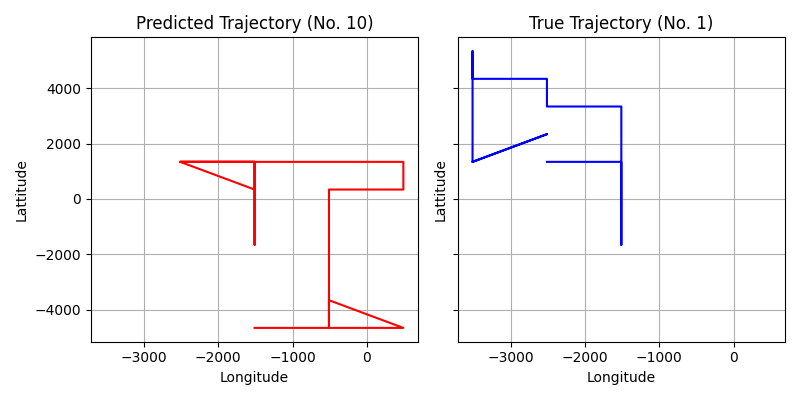 Predicted Trajectory (No. 10)
True Trajectory (No. 1)
4000
2000
0
−2000
−4000
Lattitude
Lattitude
−3000
−2000
−1000
0
−3000
−2000
−1000
0
Longitude
Longitude